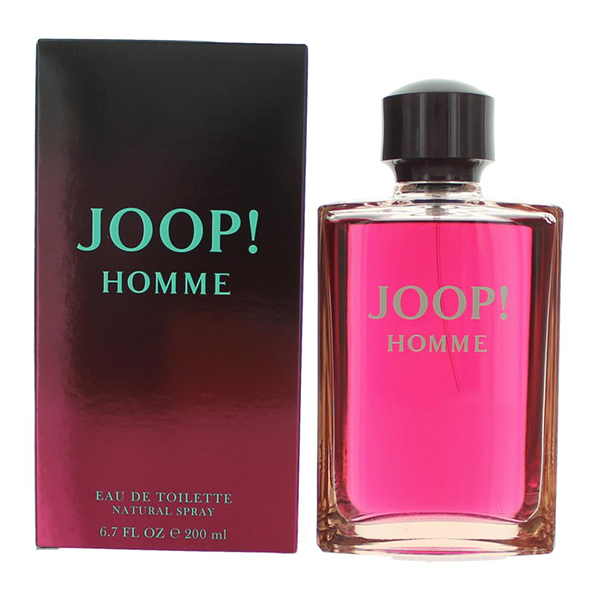 JOOP!
HOMME
EAU DE TOILETTE
NATURAL SPRAY
6.7 FL OZ ℮ 200 ml
JOOP!
HOMME